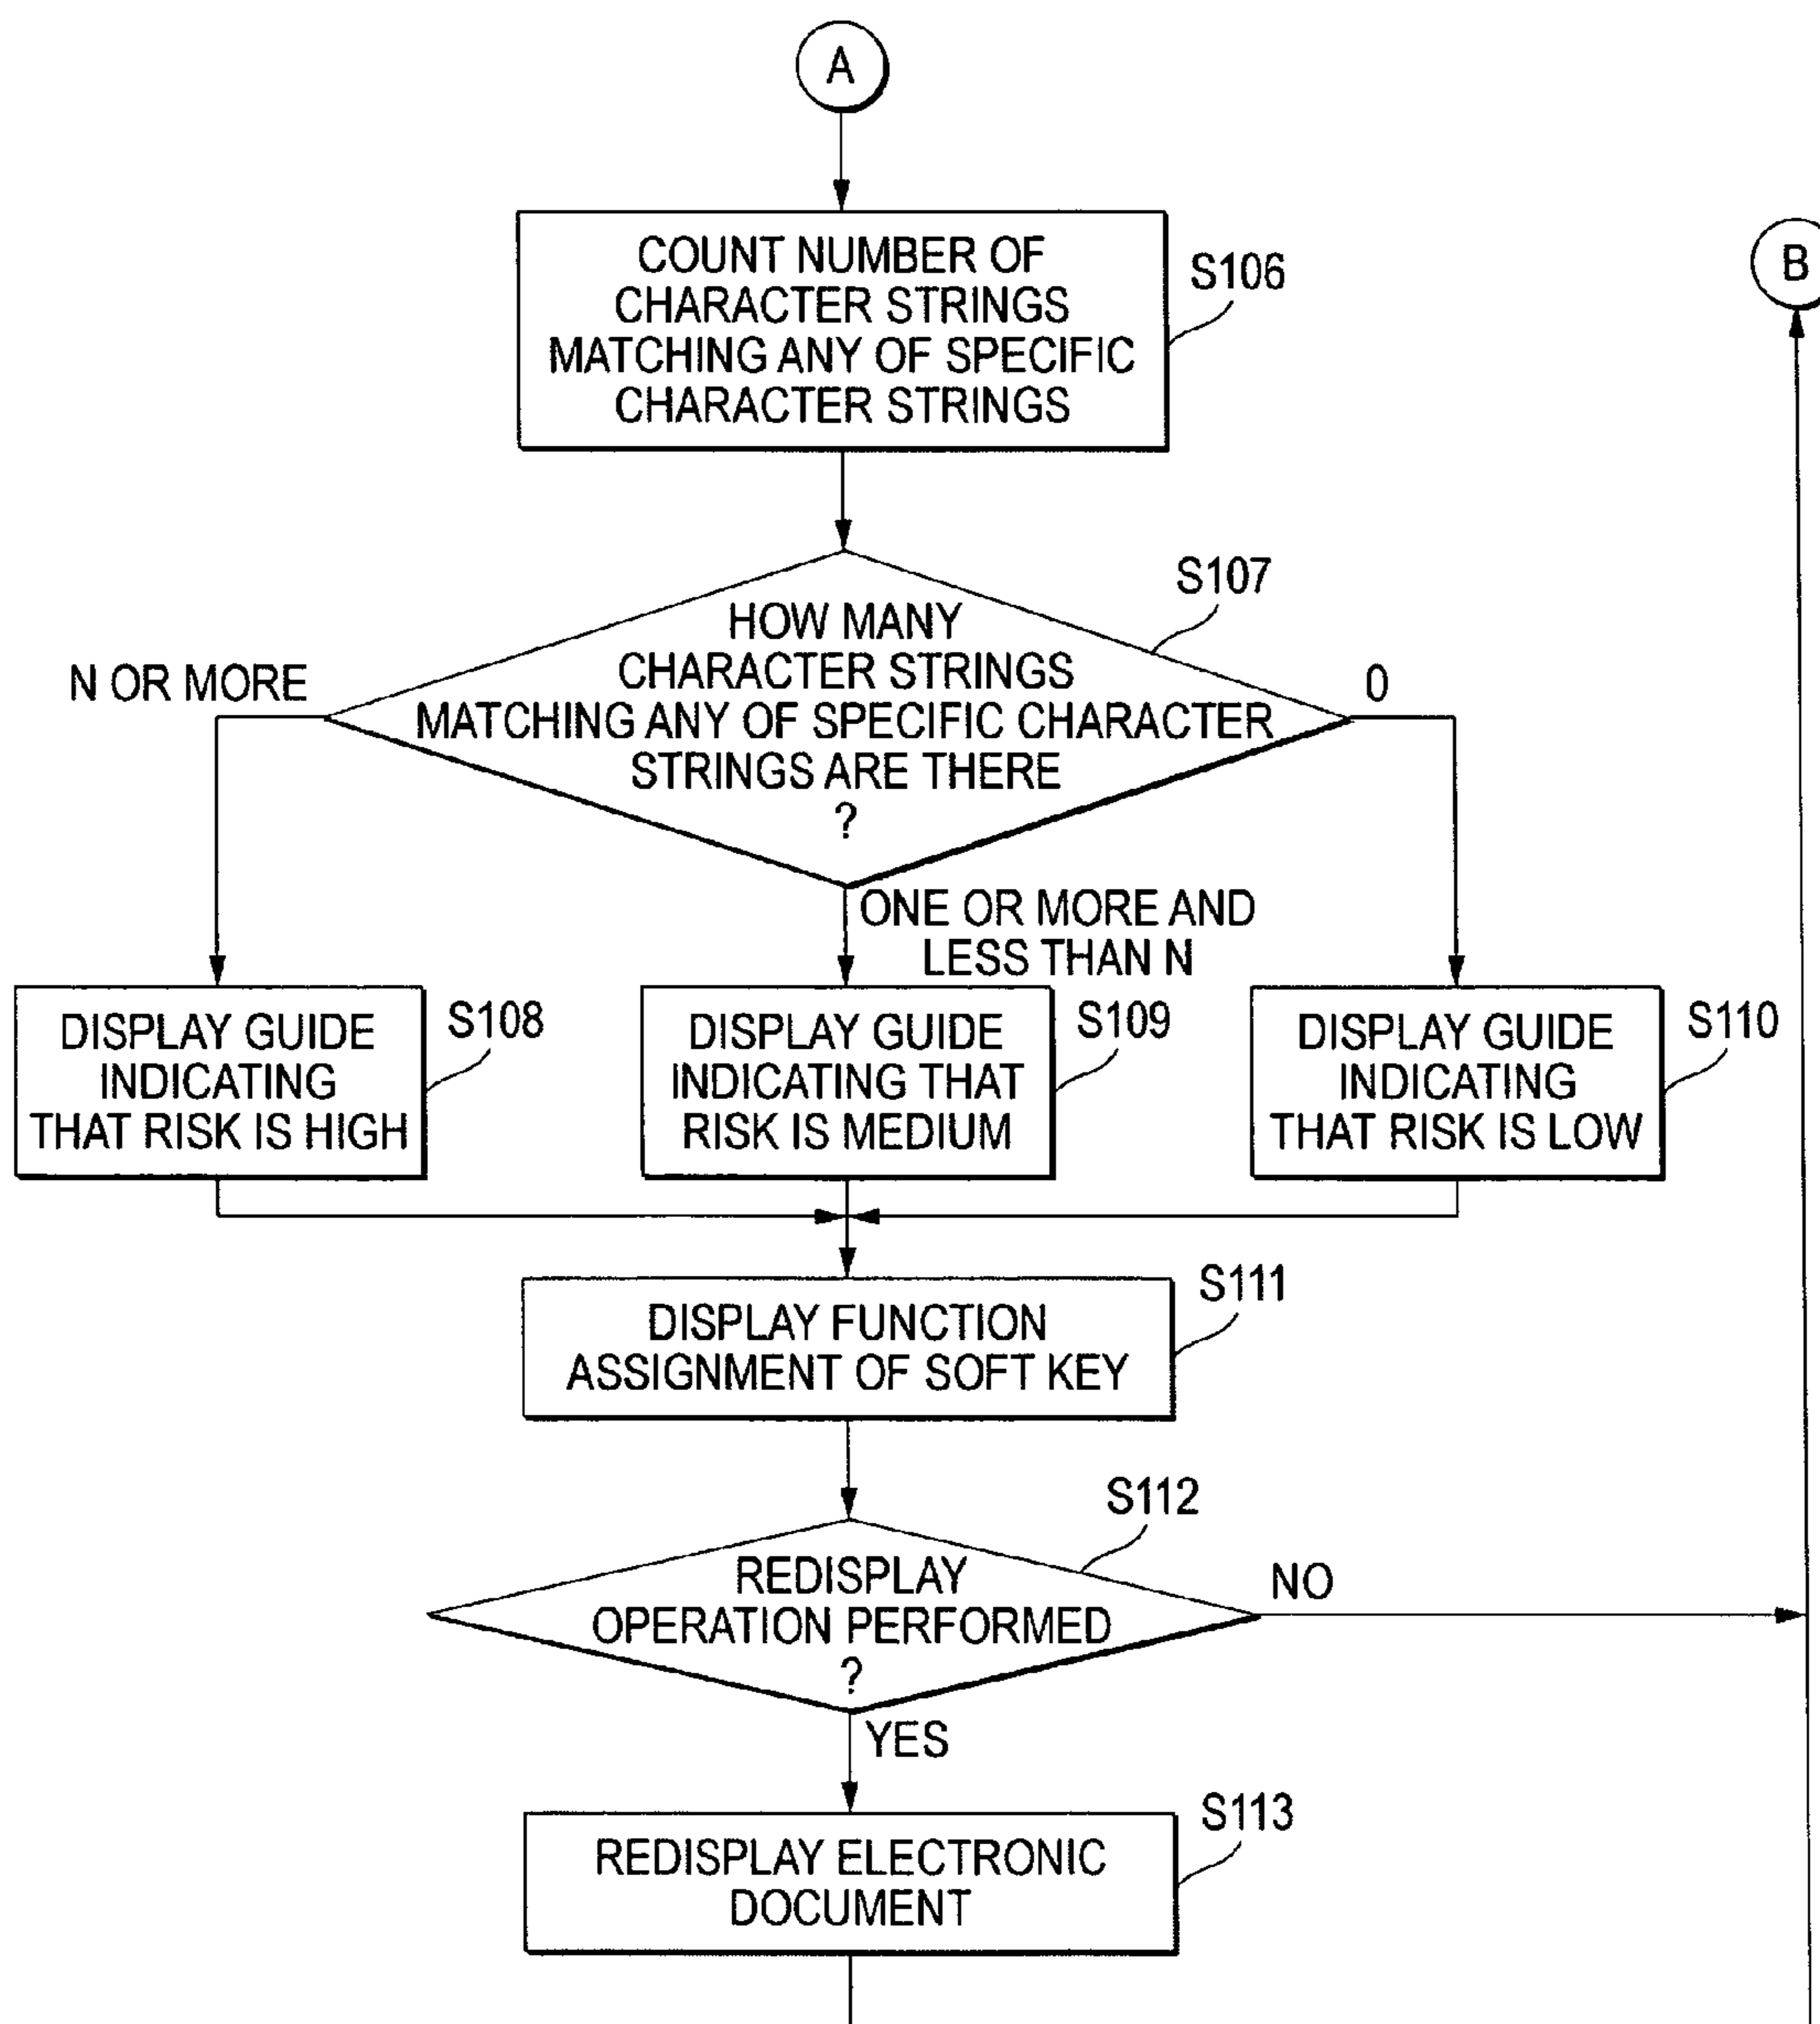 A
COUNT NUMBER OF
CHARACTER STRINGS
MATCHING ANY OF SPECIFIC
CHARACTER STRINGS
S106
B
HOW MANY
CHARACTER STRINGS
MATCHING ANY OF SPECIFIC CHARACTER
STRINGS ARE THERE
?
S107
N OR MORE
0
ONE OR MORE AND
LESS THAN N
DISPLAY GUIDE
INDICATING
THAT RISK IS HIGH
S108
DISPLAY GUIDE
INDICATING THAT
RISK IS MEDIUM
S109
DISPLAY GUIDE
INDICATING
THAT RISK IS LOW
S110
DISPLAY FUNCTION
ASSIGNMENT OF SOFT KEY
S111
REDISPLAY
OPERATION PERFORMED
?
S112
NO
YES
REDISPLAY ELECTRONIC
DOCUMENT
S113